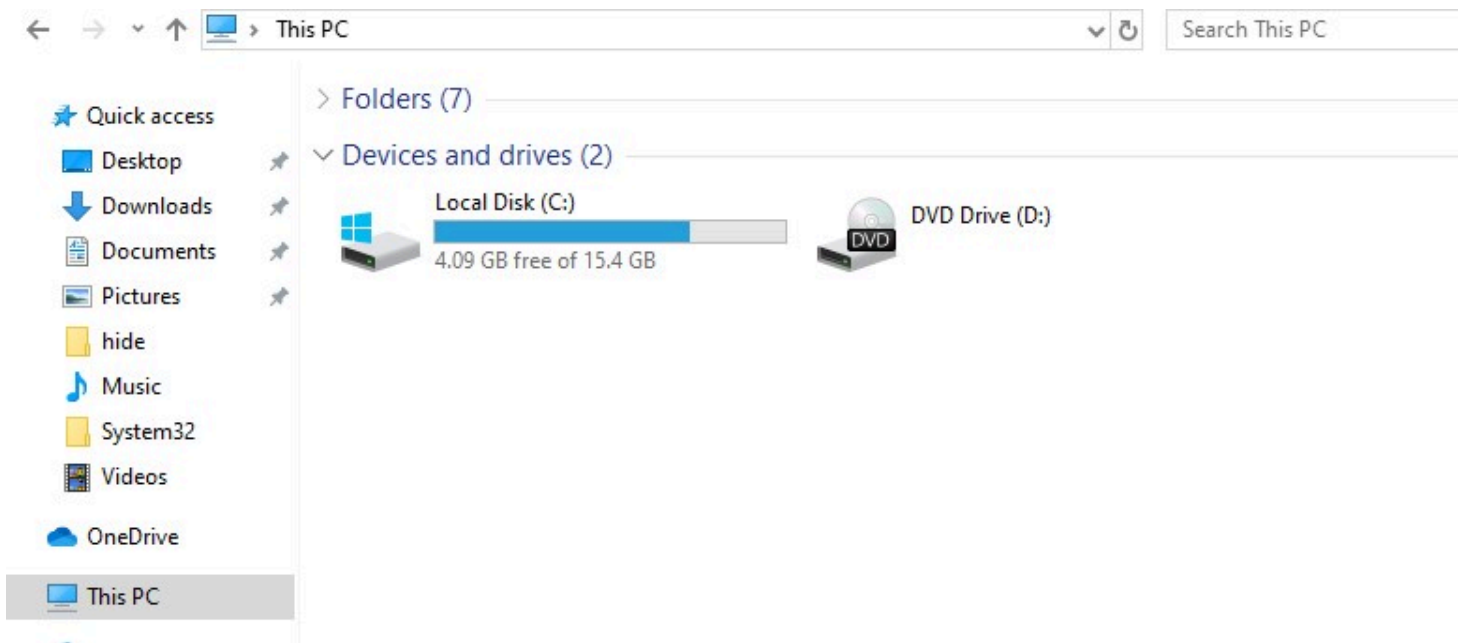 This PC
Search This PC
Quick access
Desktop
Downloads
Documents
Pictures
hide
Music
System32
Videos
OneDrive
This PC
Folders (7)
Devices and drives (2)
Local Disk (C:)
4.09 GB free of 15.4 GB
DVD
DVD Drive (D:)